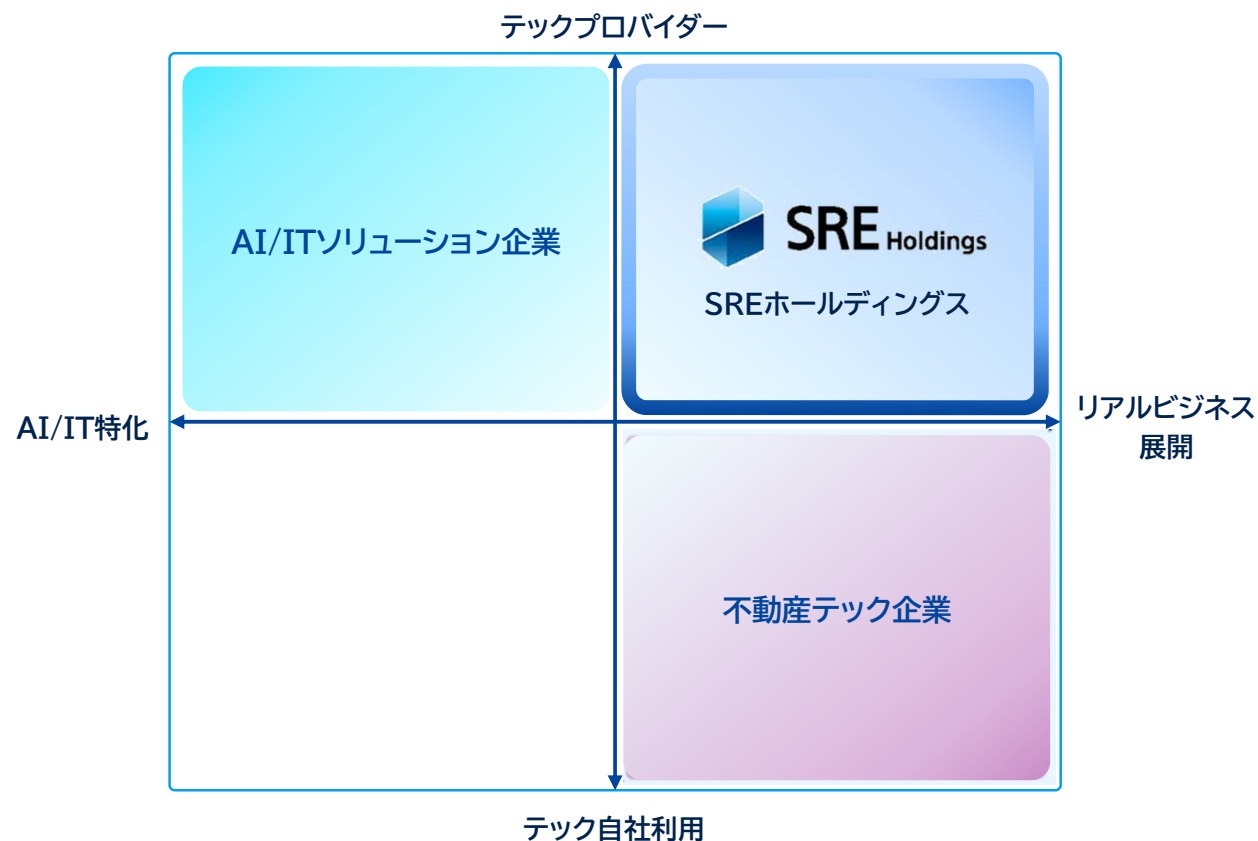 テックプロバイダー
AI/ITソリューション企業
SRE Holdings
SREホールディングス
AI/IT特化
リアルビジネス
展開
不動産テック企業
テック自社利用